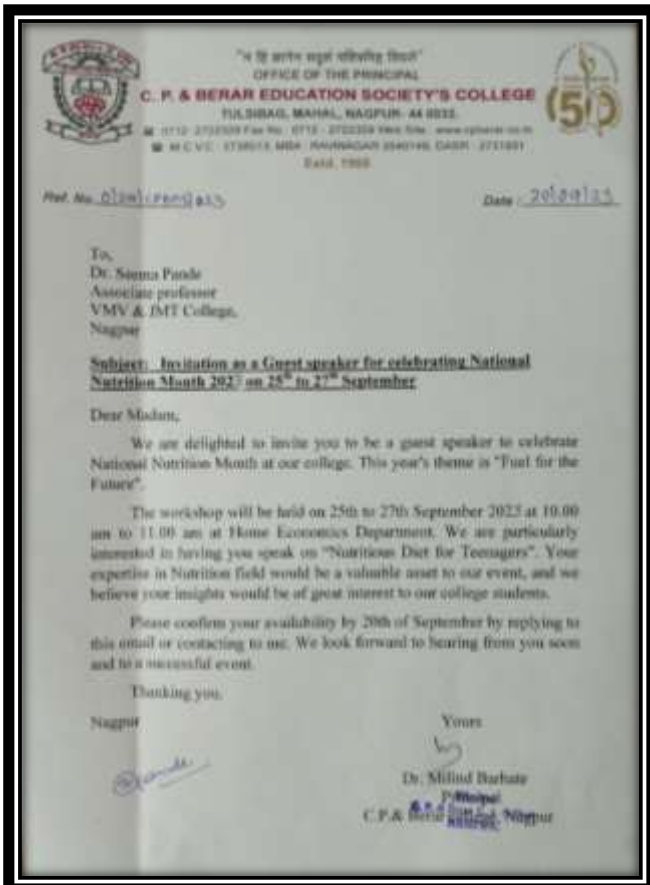 "न हि ज्ञानेन सदृशं पवित्रमिह विद्यते"
OFFICE OF THE PRINCIPAL
C. P. & BERAR EDUCATION SOCIETY'S COLLEGE
TULSIBAG, MAHAL, NAGPUR- 44 0032.
Estd. 1960
50
Ref. No.
Date : 20/09/23
To,
Dr. Seema Pande
Associate professor
VMV & JMT College,
Nagpur
Subject: Invitation as a Guest speaker for celebrating National
Nutrition Month 2023 on 25th to 27th September
Dear Madam,
We are delighted to invite you to be a guest speaker to celebrate
National Nutrition Month at our college. This year's theme is "Fuel for the
Future".
The workshop will be held on 25th to 27th September 2023 at 10.00
am to 11.00 am at Home Economics Department. We are particularly
interested in having you speak on "Nutritious Diet for Teenagers". Your
expertise in Nutrition field would be a valuable asset to our event, and we
believe your insights would be of great interest to our college students.
Please confirm your availability by 20th of September by replying to
this email or contacting to me. We look forward to hearing from you soon
and to a successful event.
Thanking you.
Nagpur
Yours
Dr. Milind Barhate
Principal
C.P.& Berar Nagpur